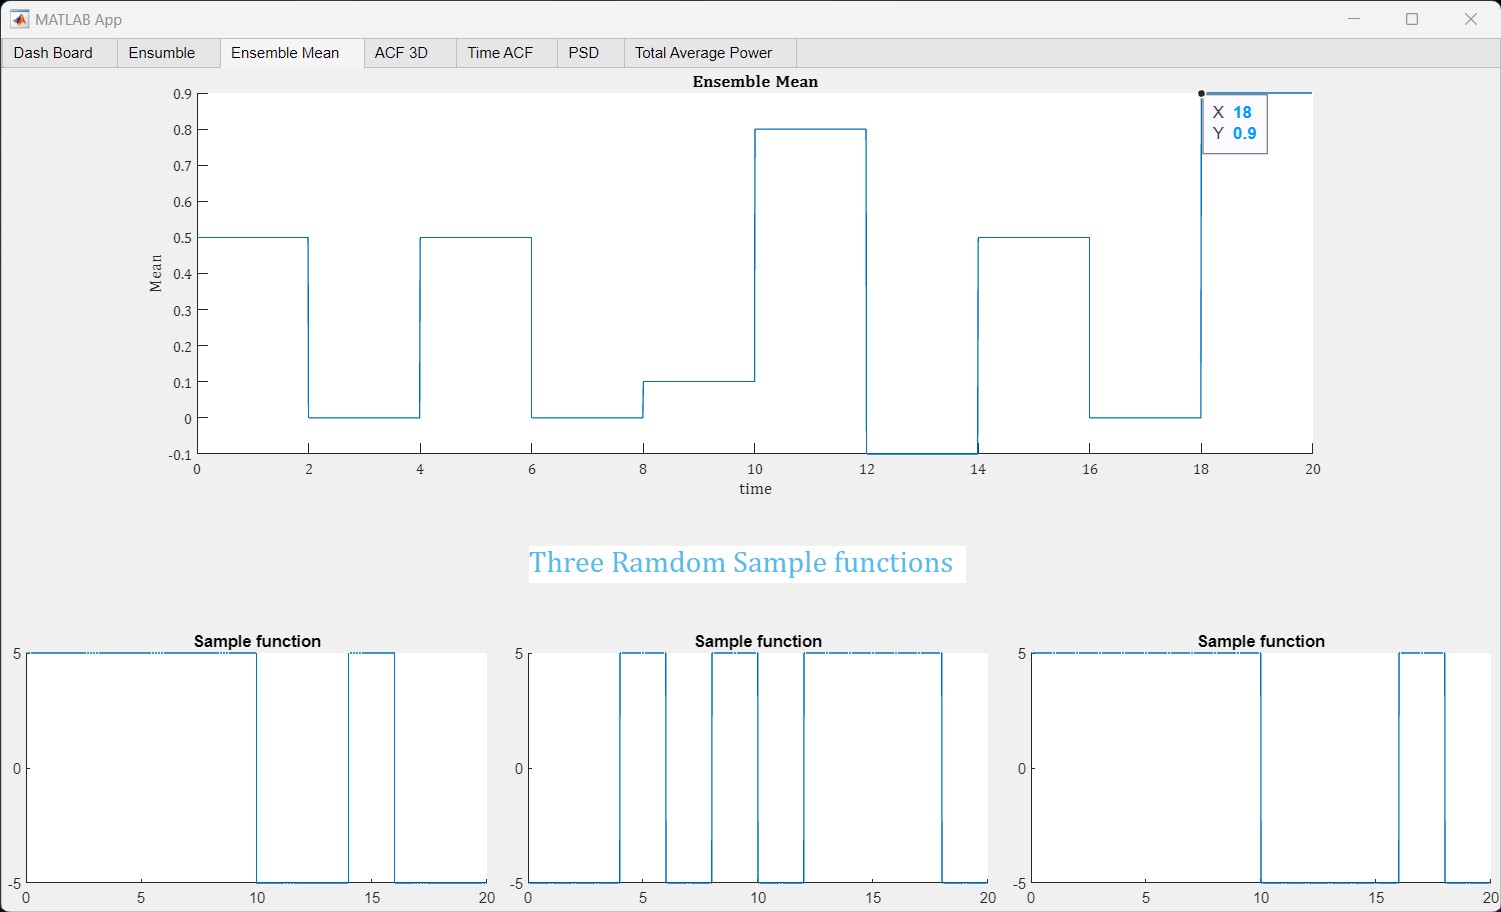 MATLAB App
Dash Board Ensumble Ensemble Mean ACF 3D Time ACF PSD Total Average Power
Ensemble Mean
0.9
0.8
0.7
0.6
0.5
0.4
0.3
0.2
0.1
0
-0.1
Mean
X 18
Y 0.9
0 2 4 6 8 10 12 14 16 18 20
time
Three Ramdom Sample functions
Sample function
5
0
-5
0 5 10 15 20
Sample function
5
0
-5
0 5 10 15 20
Sample function
5
0
-5
0 5 10 15 20